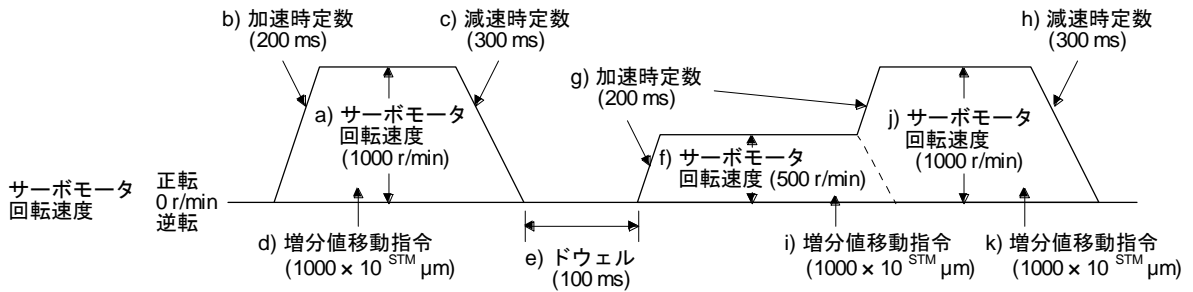 b) 加速時定数
(200 ms)
c) 減速時定数
(300 ms)
h) 減速時定数
(300 ms)
g) 加速時定数
(200 ms)
a) サーボモータ
回転速度
(1000 r/min)
j) サーボモータ
回転速度
(1000 r/min)
f) サーボモータ
回転速度 (500 r/min)
サーボモータ
回転速度
正転
0 r/min
逆転
d) 増分値移動指令
(1000 × 10 STM μm)
e) ドウェル
(100 ms)
i) 増分値移動指令
(1000 × 10 STM μm)
k) 増分値移動指令
(1000 × 10 STM μm)